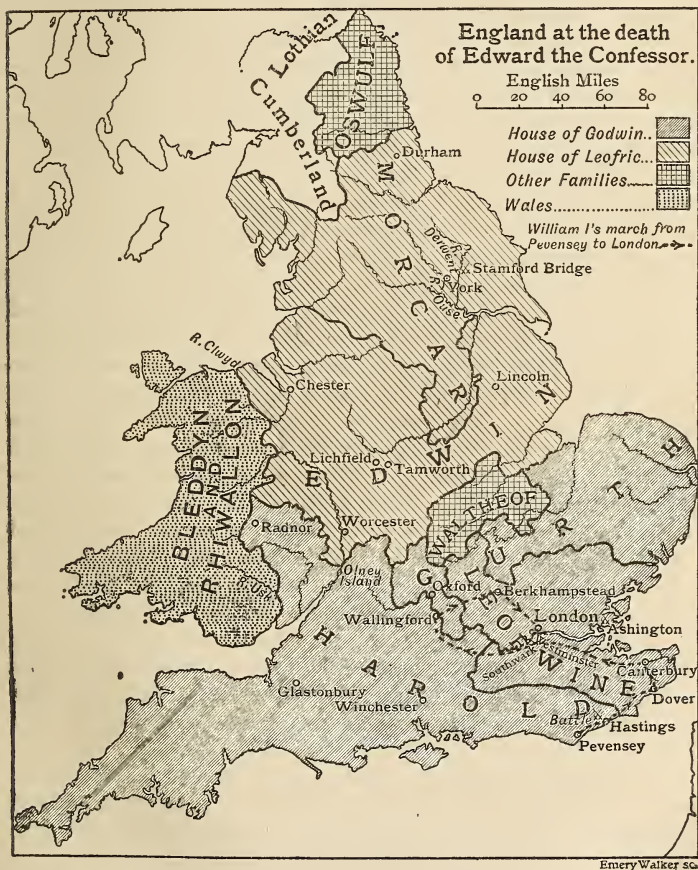 England at the death
of Edward the Confessor.
English Miles
0 20 40 60 80
House of Godwin..
House of Leofric...
Other Families
Wales
William I's march from
Pevensey to London
Lothian
Cumberland
OSWULF
Durham
MORCAR
R. Derwent
Stamford Bridge
York
R. Ouse
R. Clwyd
Chester
Lincoln
EDWIN
Lichfield
Tamworth
BLEDDYN
AND
RHIWALLON
Radnor
Worcester
WALTHEOF
GURTH
R. Usk
Olney
Island
Oxford
Berkhampstead
LEOFWINE
Wallingford
London
Ashington
Southwark
Westminster
Canterbury
Dover
HAROLD
Glastonbury
Winchester
Battle
Hastings
Pevensey
Emery Walker sc.